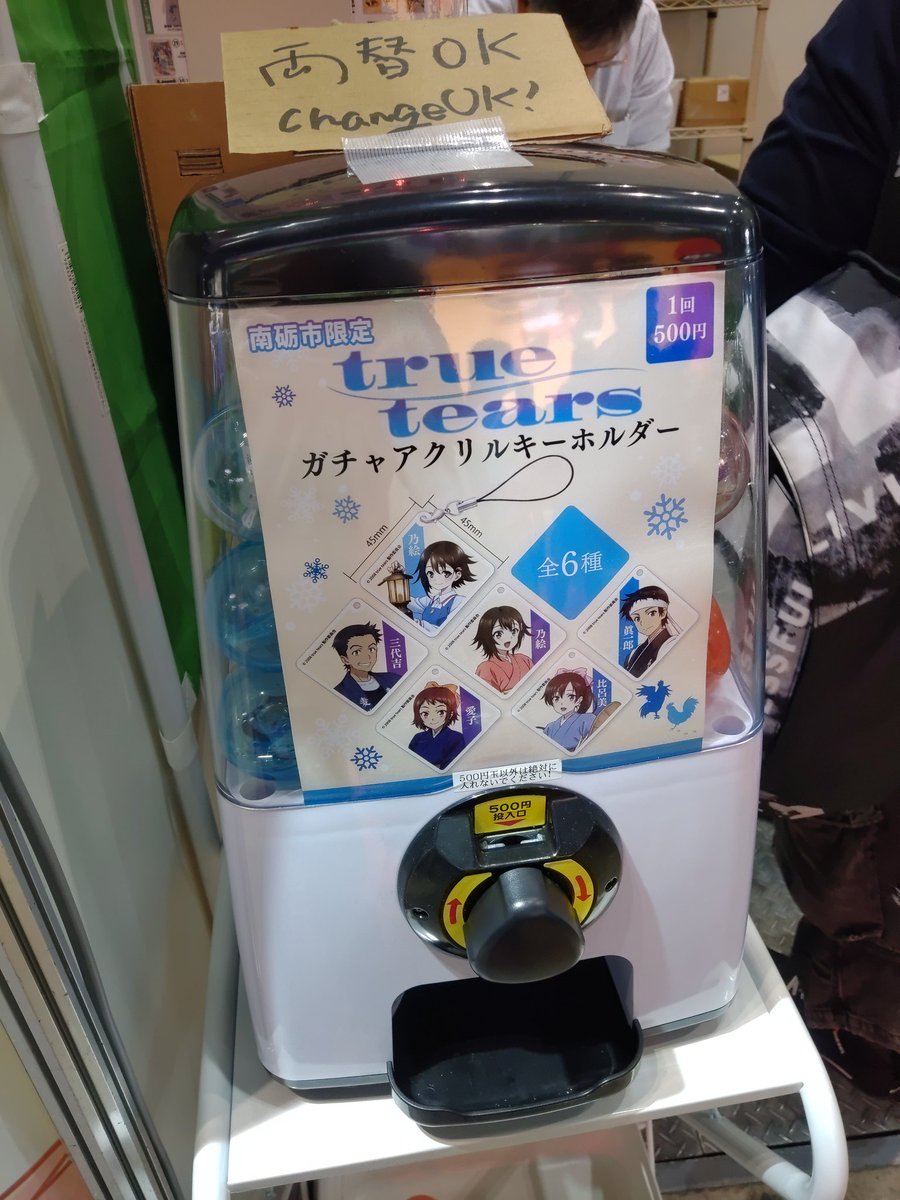 両替OK
changeOK!
南砺市限定
1回
500円
true
tears
ガチャアクリルキーホルダー
45mm
45mm
全6種
乃絵
三代吉
愛子
乃絵
比呂美
眞一郎
500円玉以外は絶対に
入れないでください!
500円
投入口